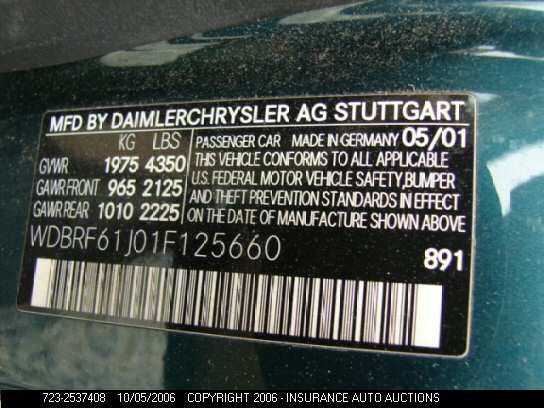 MFD BY DAIMLERCHRYSLER AG STUTTGART
KG LBS
GVWR 1975 4350
GAWR FRONT 965 2125
GAWR REAR 1010 2225
PASSENGER CAR MADE IN GERMANY 05/01
THIS VEHICLE CONFORMS TO ALL APPLICABLE
U.S. FEDERAL MOTOR VEHICLE SAFETY, BUMPER
AND THEFT PREVENTION STANDARDS IN EFFECT
ON THE DATE OF MANUFACTURE SHOWN ABOVE
WDBRF61J01F125660
891
723-2537408 10/05/2006 COPYRIGHT 2006 - INSURANCE AUTO AUCTIONS